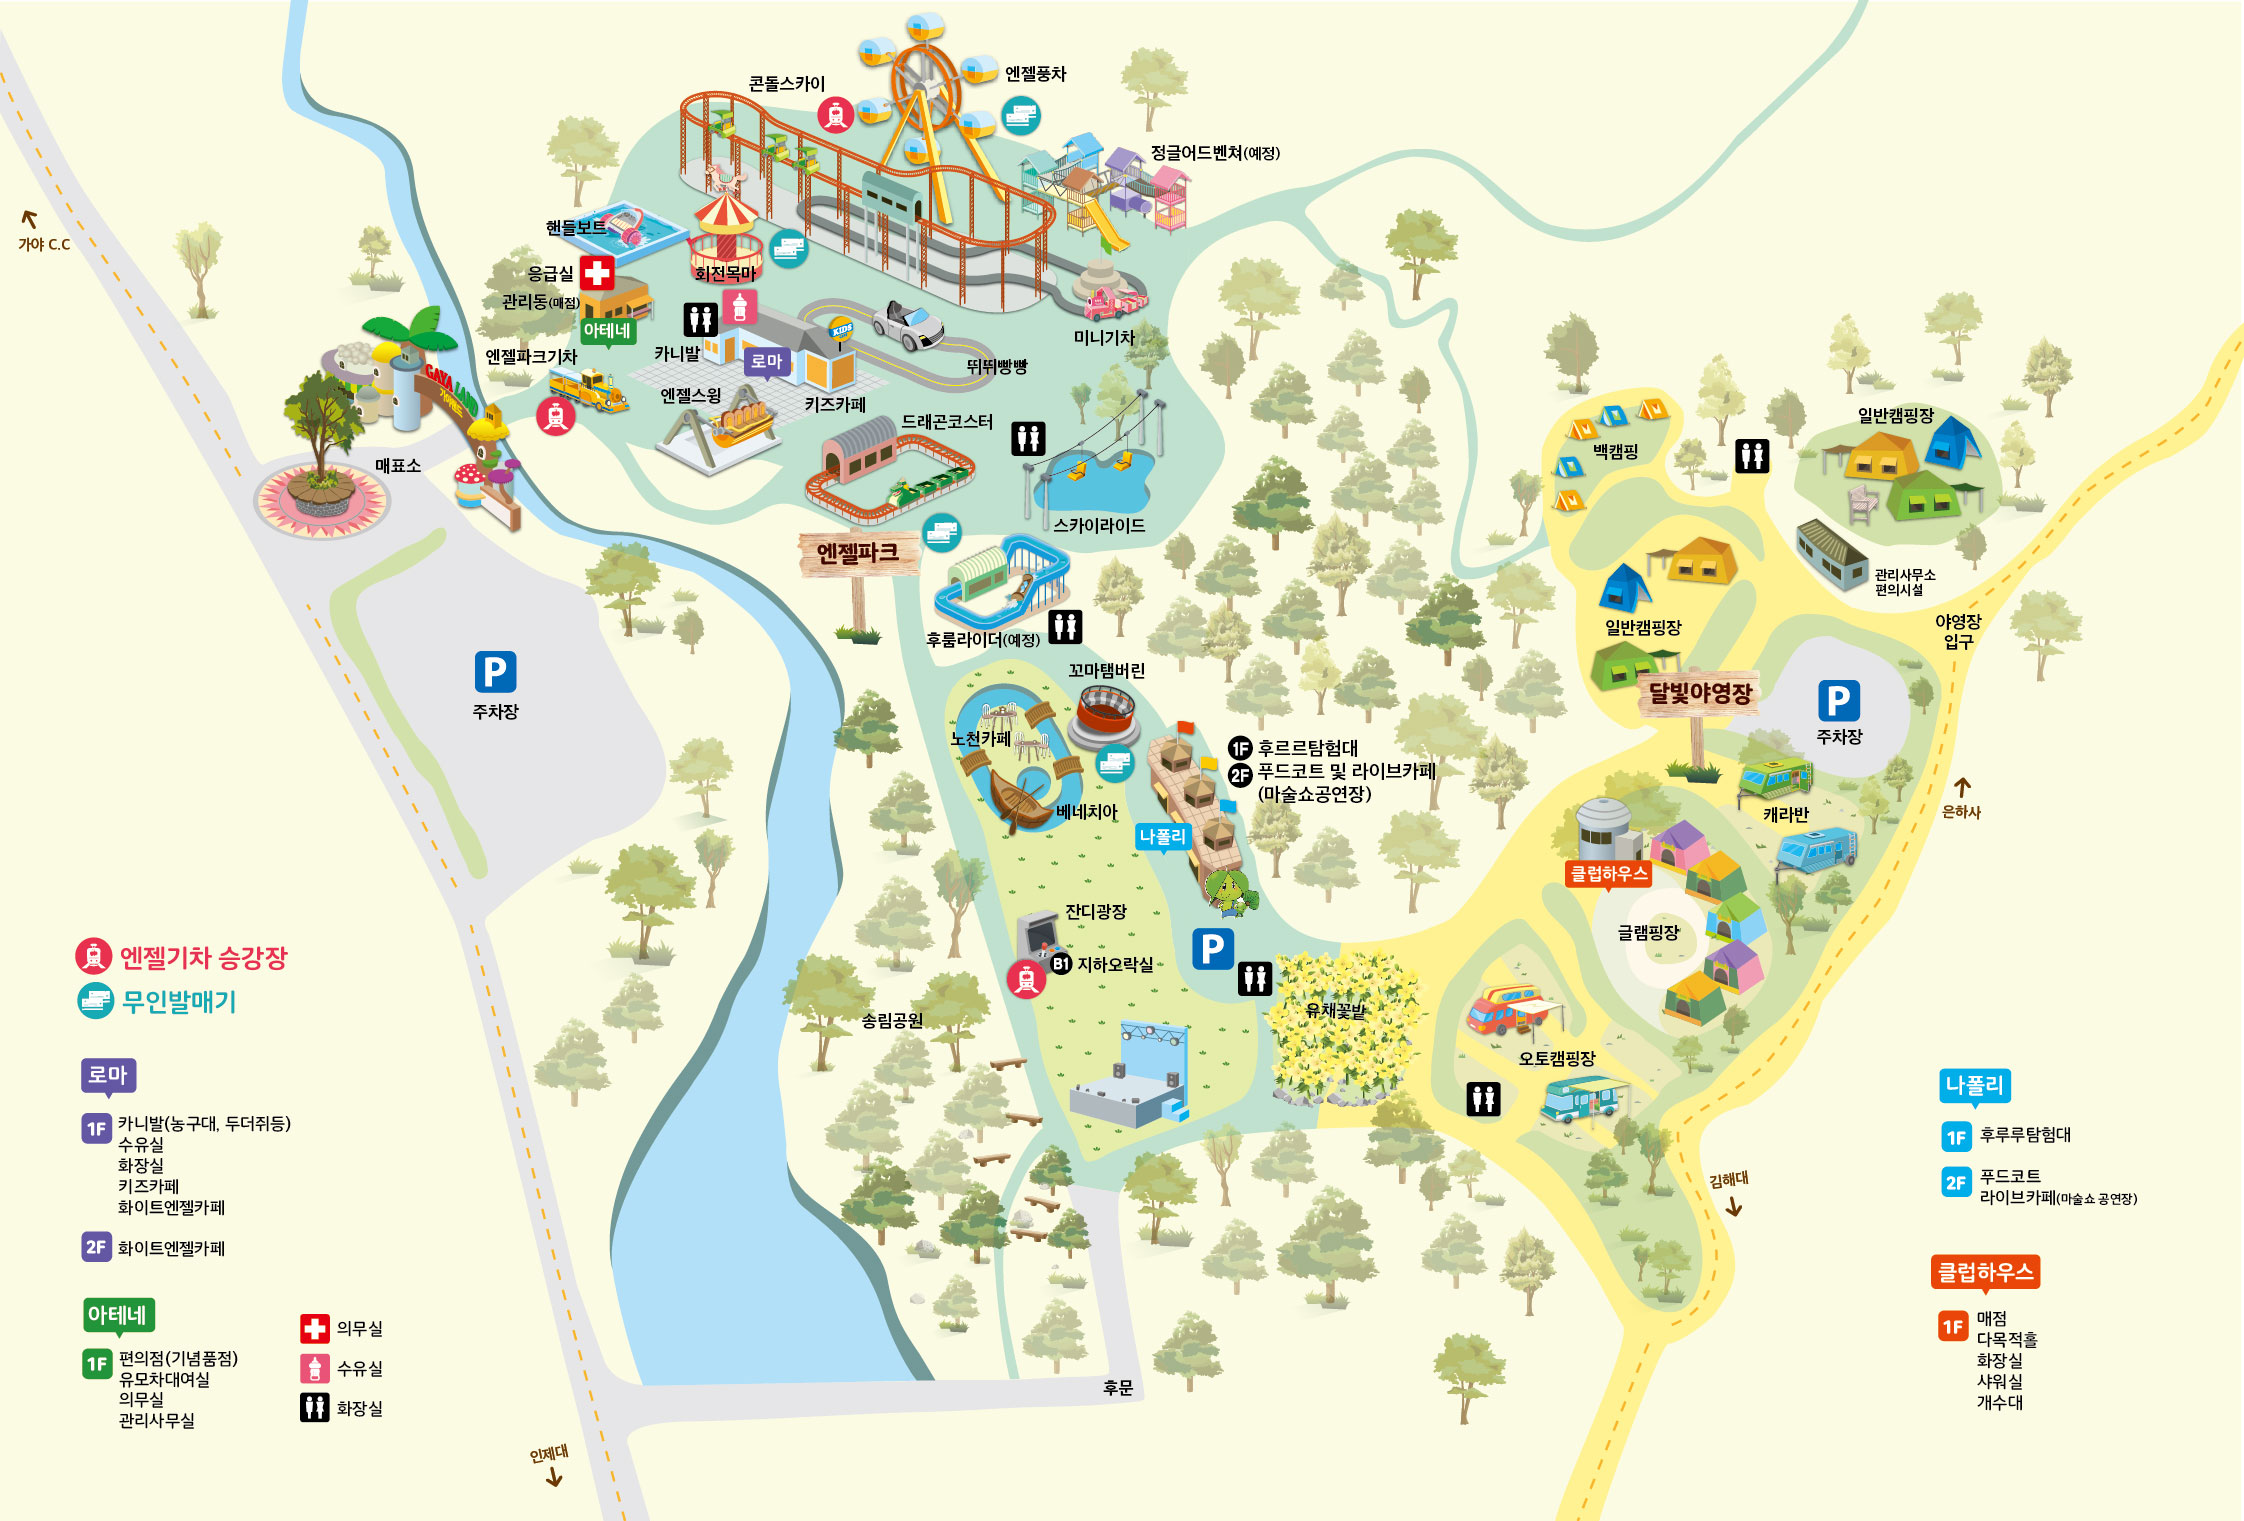 콘돌스카이
엔젤풍차
정글어드벤쳐(예정)
가야 C.C
핸들보트
응급실
관리동(매점)
아테네
회전목마
미니기차
엔젤파크기차
카니발
로마
KIDS
뛰뛰빵빵
GAYA LAND
엔젤스윙
키즈카페
드래곤코스터
매표소
스카이라이드
엔젤파크
후룸라이더(예정)
백캠핑
일반캠핑장
관리사무소
편의시설
일반캠핑장
야영장
입구
P
주차장
꼬마탬버린
노천카페
베네치아
1F 후르르탐험대
2F 푸드코트 및 라이브카페
(마술쇼공연장)
나폴리
달빛야영장
P
주차장
캐라반
은하사
클럽하우스
글램핑장
잔디광장
B1 지하오락실
P
송림공원
유채꽃밭
오토캠핑장
김해대
후문
인제대
엔젤기차 승강장
무인발매기
로마
1F 카니발(농구대, 두더쥐등)
수유실
화장실
키즈카페
화이트엔젤카페
2F 화이트엔젤카페
아테네
1F 편의점(기념품점)
유모차대여실
의무실
관리사무실
의무실
수유실
화장실
나폴리
1F 후루루탐험대
2F 푸드코트
라이브카페(마술쇼 공연장)
클럽하우스
1F 매점
다목적홀
화장실
샤워실
개수대